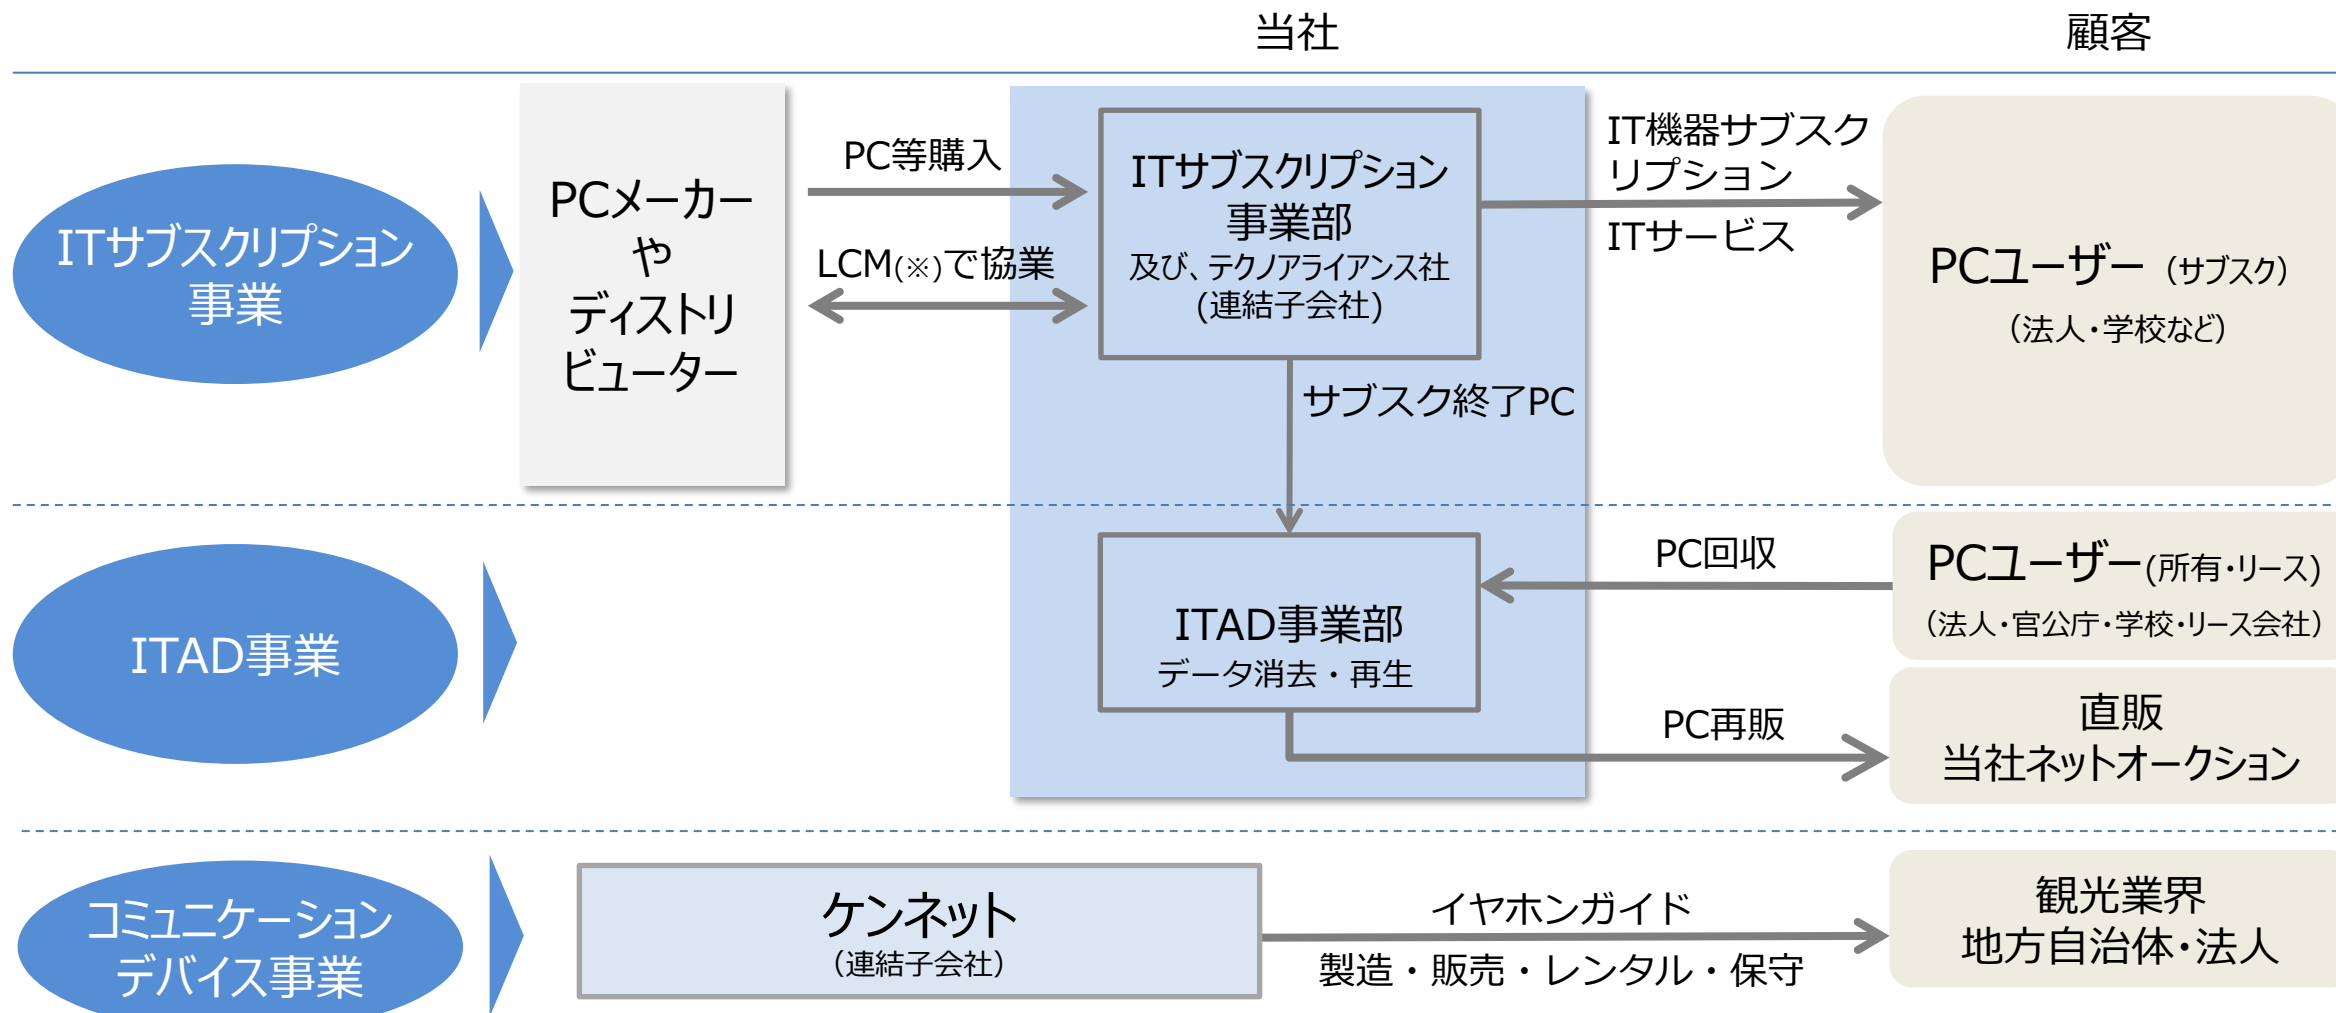 当社
顧客
ITサブスクリプション
事業
PCメーカー
や
ディストリ
ビューター
PC等購入
LCM(※)で協業
ITサブスクリプション
事業部
及び、テクノアライアンス社
(連結子会社)
IT機器サブスク
リプション
ITサービス
PCユーザー（サブスク）
（法人・学校など）
サブスク終了PC
ITAD事業
ITAD事業部
データ消去・再生
PC回収
PCユーザー(所有・リース)
（法人・官公庁・学校・リース会社）
PC再販
直販
当社ネットオークション
コミュニケーション
デバイス事業
ケンネット
（連結子会社）
イヤホンガイド
製造・販売・レンタル・保守
観光業界
地方自治体・法人